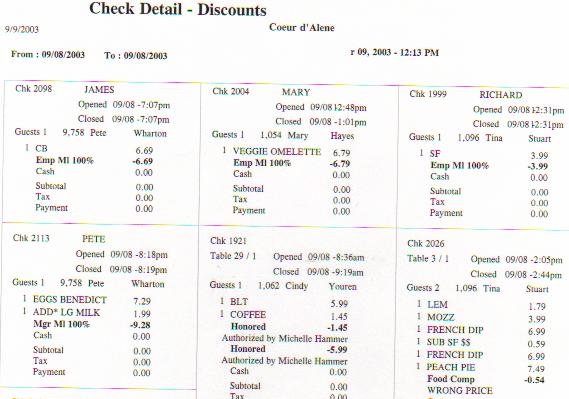 Check Detail - Discounts
9/9/2003
Coeur d'Alene
From : 09/08/2003 To : 09/08/2003
r 09, 2003 - 12:13 PM
Chk 2098 JAMES
Opened 09/08 -7:07pm
Closed 09/08 -7:07pm
Guests 1 9,758 Pete Wharton
1 CB 6.69
Emp Ml 100% -6.69
Cash 0.00
Subtotal 0.00
Tax 0.00
Payment 0.00
Chk 2004 MARY
Opened 09/08 12:48pm
Closed 09/08 -1:01pm
Guests 1 1,054 Mary Hayes
1 VEGGIE OMELETTE 6.79
Emp Ml 100% -6.79
Cash 0.00
Subtotal 0.00
Tax 0.00
Payment 0.00
Chk 1999 RICHARD
Opened 09/08 12:31pm
Closed 09/08 12:31pm
Guests 1 1,096 Tina Stuart
1 SF 3.99
Emp Ml 100% -3.99
Cash 0.00
Subtotal 0.00
Tax 0.00
Payment 0.00
Chk 2113 PETE
Opened 09/08 -8:18pm
Closed 09/08 -8:19pm
Guests 1 9,758 Pete Wharton
1 EGGS BENEDICT 7.29
1 ADD* LG MILK 1.99
Mgr Ml 100% -9.28
Cash 0.00
Subtotal 0.00
Tax 0.00
Payment 0.00
Chk 1921
Table 29 / 1 Opened 09/08 -8:36am
Closed 09/08 -9:19am
Guests 1 1,062 Cindy Youren
1 BLT 5.99
1 COFFEE 1.45
Honored -1.45
Authorized by Michelle Hammer
Honored -5.99
Authorized by Michelle Hammer
Cash 0.00
Subtotal 0.00
Tax 0.00
Chk 2026
Table 3 / 1 Opened 09/08 -2:05pm
Closed 09/08 -2:44pm
Guests 2 1,096 Tina Stuart
1 LEM 1.79
1 MOZZ 3.99
1 FRENCH DIP 6.99
1 SUB SF $$ 0.59
1 FRENCH DIP 6.99
1 PEACH PIE 7.49
Food Comp -0.54
WRONG PRICE